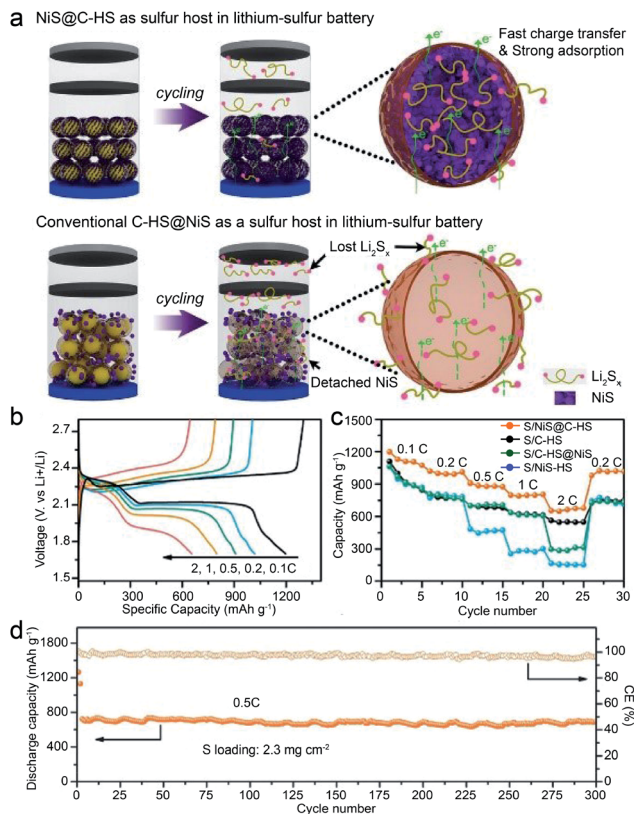 a
NiS@C-HS as sulfur host in lithium-sulfur battery
Fast charge transfer
& Strong adsorption
cycling
e-
e-
e-
e-
Conventional C-HS@NiS as a sulfur host in lithium-sulfur battery
Lost Li2Sx
cycling
Detached NiS
e-
e-
e-
e-
Li2Sx
NiS
b
Voltage (V. vs Li+/Li)
2.7
2.4
2.1
1.8
1.5
2, 1, 0.5, 0.2, 0.1C
0 300 600 900 1200
Specific Capacity (mAh g-1)
c
Capacity (mAh g-1)
1500
1200
900
600
300
0
S/NiS@C-HS
S/C-HS
S/C-HS@NiS
S/NiS-HS
0.1 C
0.2 C
0.5 C
1 C
2 C
0.2 C
0 5 10 15 20 25 30
Cycle number
d
Discharge capacity (mAh g-1)
1800
1440
1080
720
360
0
0.5C
S loading: 2.3 mg cm-2
0 25 50 75 100 125 150 175 200 225 250 275 300
Cycle number
100
80
60
40
20
0
CE (%)